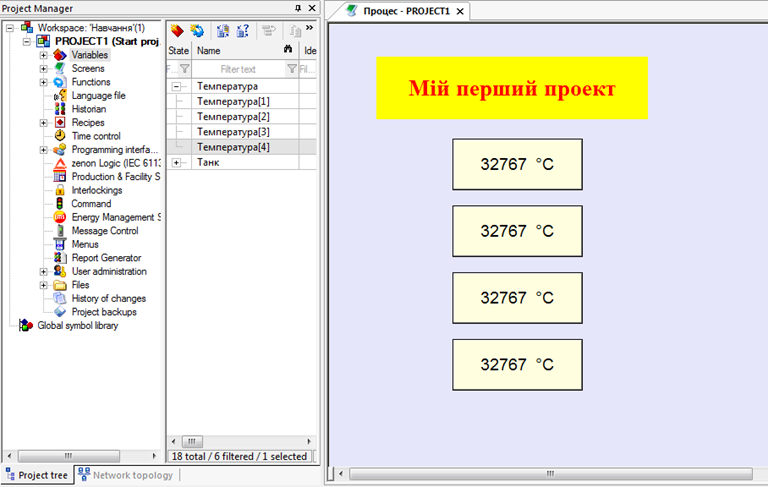 Project Manager
Workspace: 'Навчання'(1)
PROJECT1 (Start proj
Variables
Screens
Functions
Language file
Historian
Recipes
Time control
Programming interfa...
zenon Logic (IEC 6113
Production & Facility S
Interlockings
Command
Energy Management S
Message Control
Menus
Report Generator
User administration
Files
History of changes
Project backups
Global symbol library
Project tree
Network topology
State Name Ide
F... Filter text Fil...
Температура
Температура[1]
Температура[2]
Температура[3]
Температура[4]
Танк
18 total / 6 filtered / 1 selected
Процес - PROJECT1
Мій перший проект
32767 °C
32767 °C
32767 °C
32767 °C